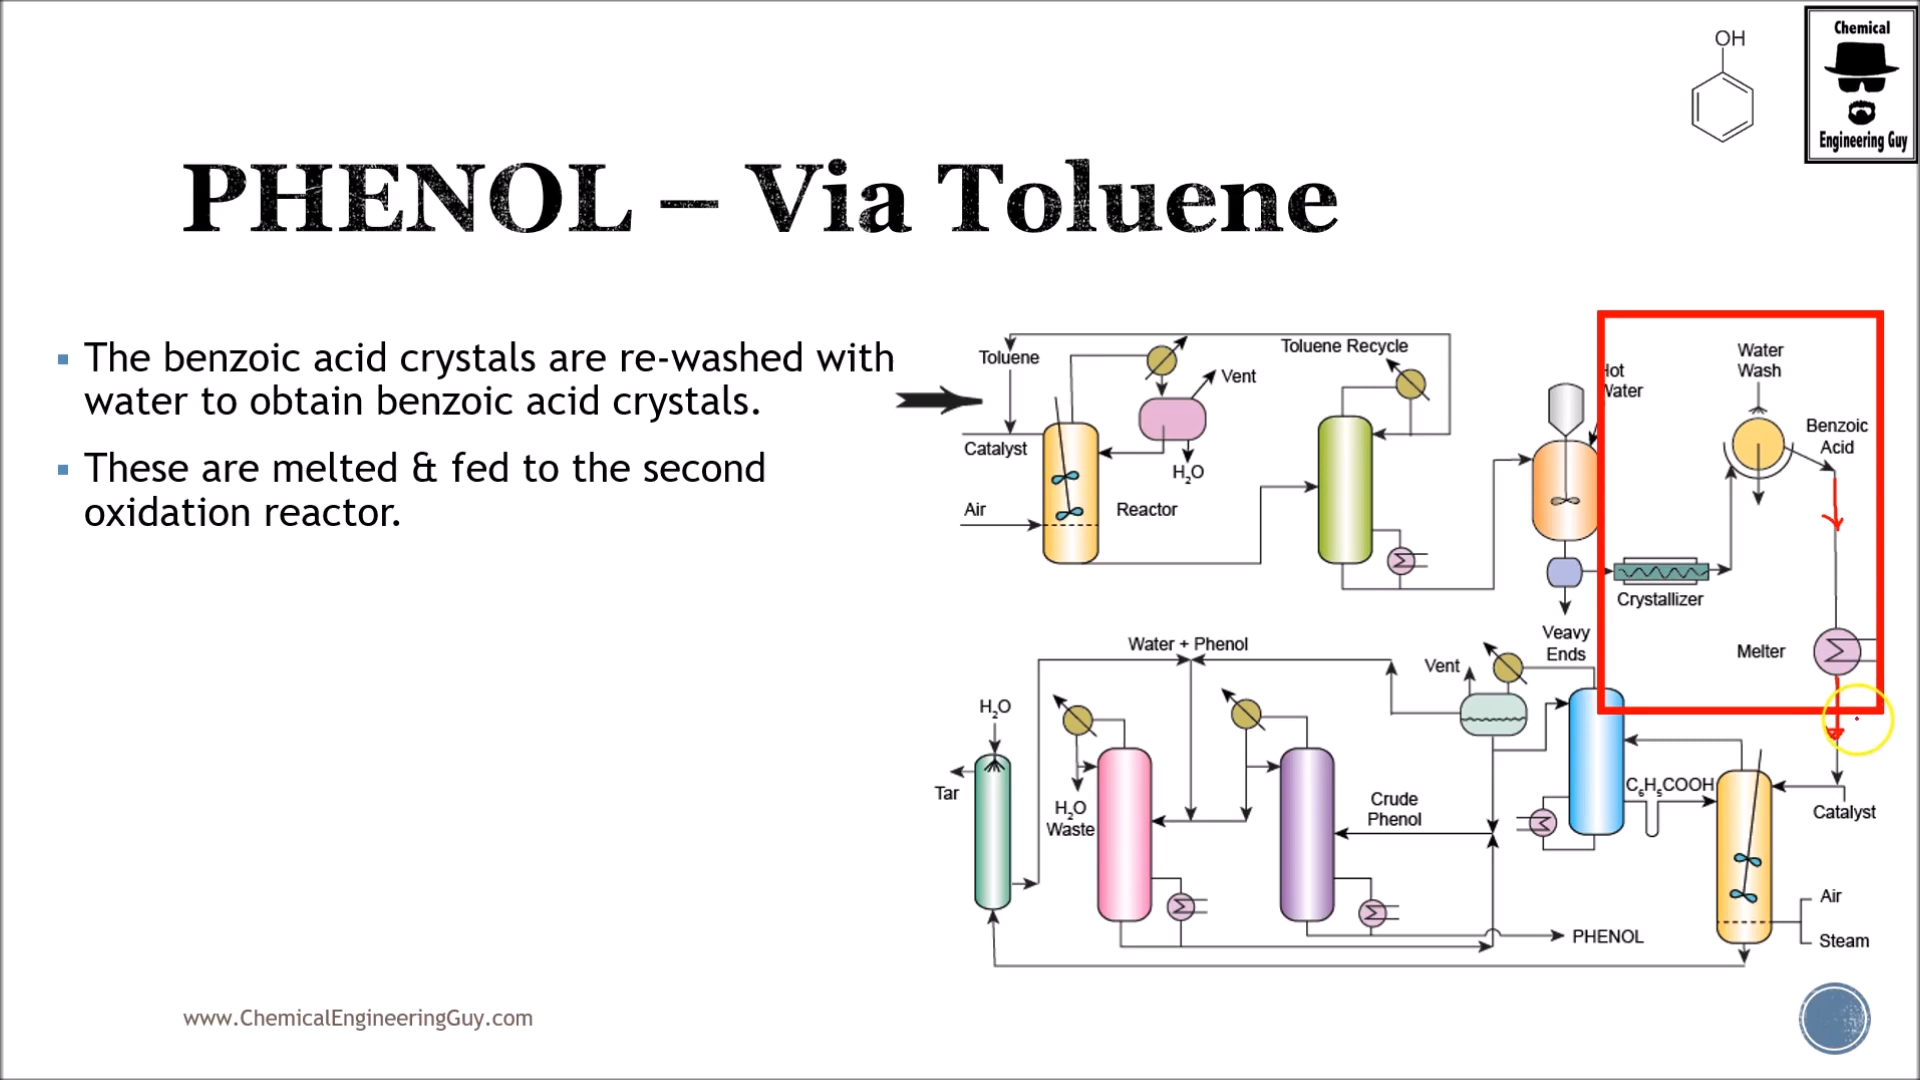 OH
Chemical
Engineering Guy
PHENOL – Via Toluene
▪ The benzoic acid crystals are re-washed with
water to obtain benzoic acid crystals.
▪ These are melted & fed to the second
oxidation reactor.
Toluene
Toluene Recycle
Vent
Catalyst
H₂O
Air
Reactor
Hot
Water
Water
Wash
Benzoic
Acid
Crystallizer
Veavy
Ends
Melter
Water + Phenol
Vent
H₂O
Tar
H₂O
Waste
Crude
Phenol
C₆H₅COOH
Catalyst
Air
Steam
PHENOL
www.ChemicalEngineeringGuy.com